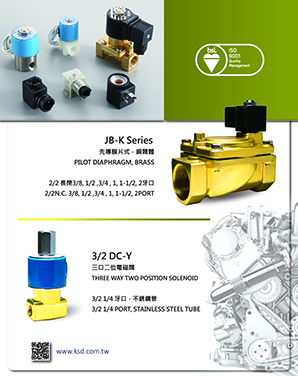 bsi.
ISO
9001
Quality
Management
JB-K Series
先導膜片式 - 銅閥體
PILOT DIAPHRAGM, BRASS
2/2 長閉3/8, 1/2 ,3/4 , 1, 1-1/2, 2牙口
2/2N.C. 3/8, 1/2 ,3/4 , 1, 1-1/2, 2PORT
3/2 DC-Y
三口二位電磁閥
THREE WAY TWO POSITION SOLENOID
3/2 1/4 牙口 - 不銹鋼管
3/2 1/4 PORT, STAINLESS STEEL TUBE
www.ksd.com.tw